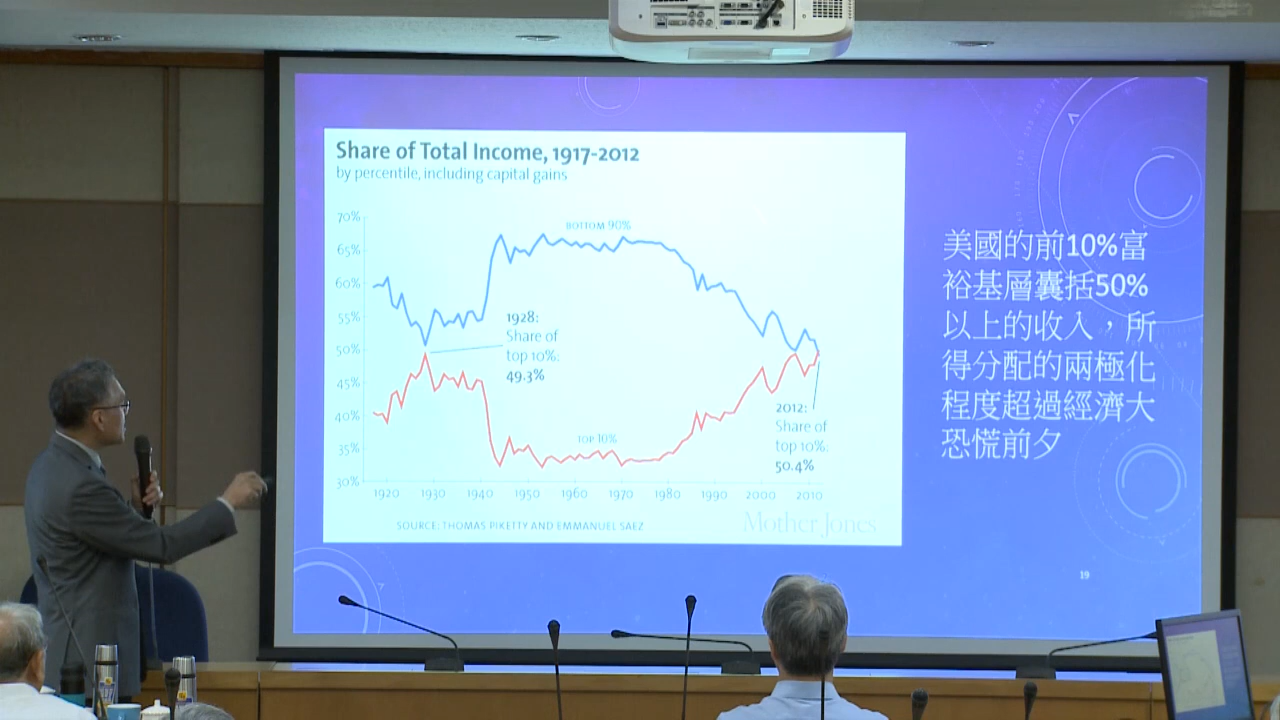 Share of Total Income, 1917-2012
by percentile, including capital gains
70%
65%
60%
55%
50%
45%
40%
35%
30%
BOTTOM 90%
1928:
Share of
top 10%:
49.3%
TOP 10%
2012:
Share of
top 10%:
50.4%
1920 1930 1940 1950 1960 1970 1980 1990 2000 2010
SOURCE: THOMAS PIKETTY AND EMMANUEL SAEZ
Mother Jones
美國的前10%富
裕基層囊括50%
以上的收入，所
得分配的兩極化
程度超過經濟大
恐慌前夕
19